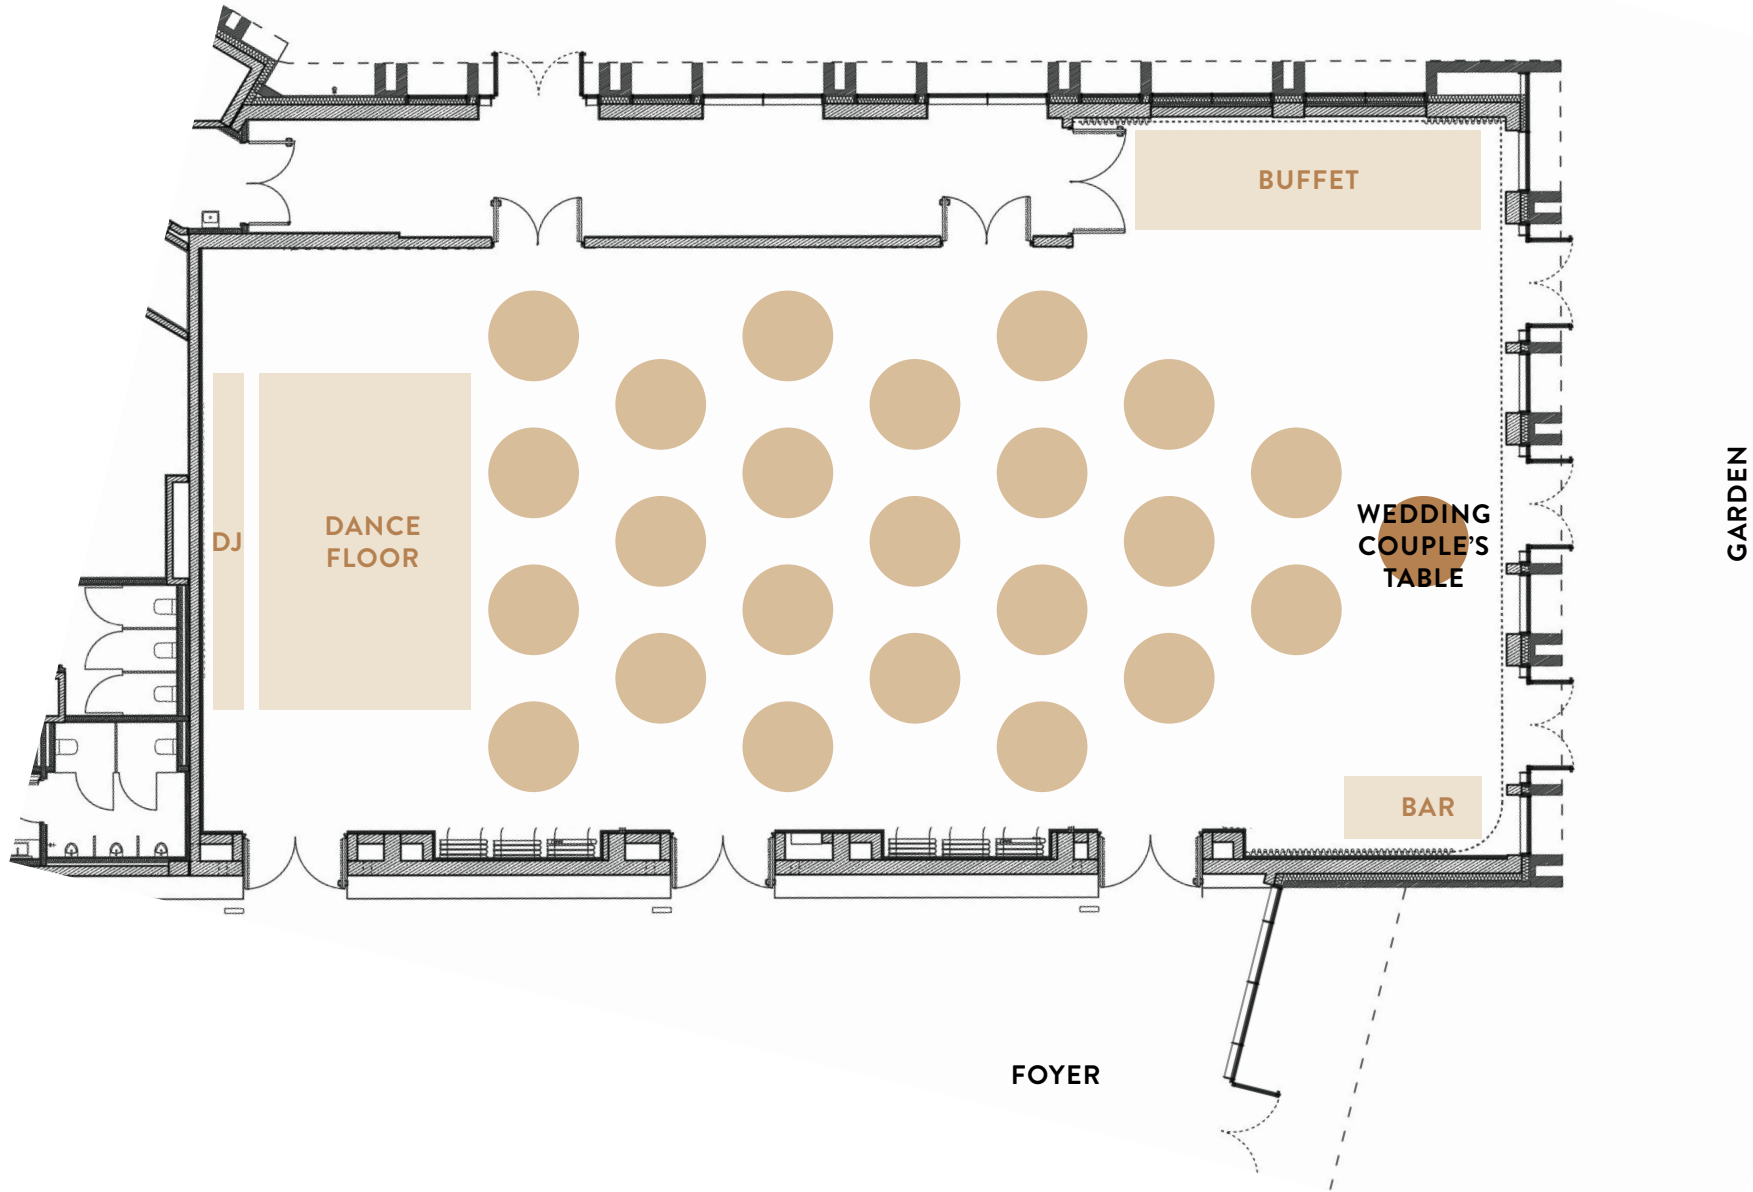 BUFFET
GARDEN
WEDDING
COUPLE'S
TABLE
DJ
DANCE
FLOOR
BAR
FOYER